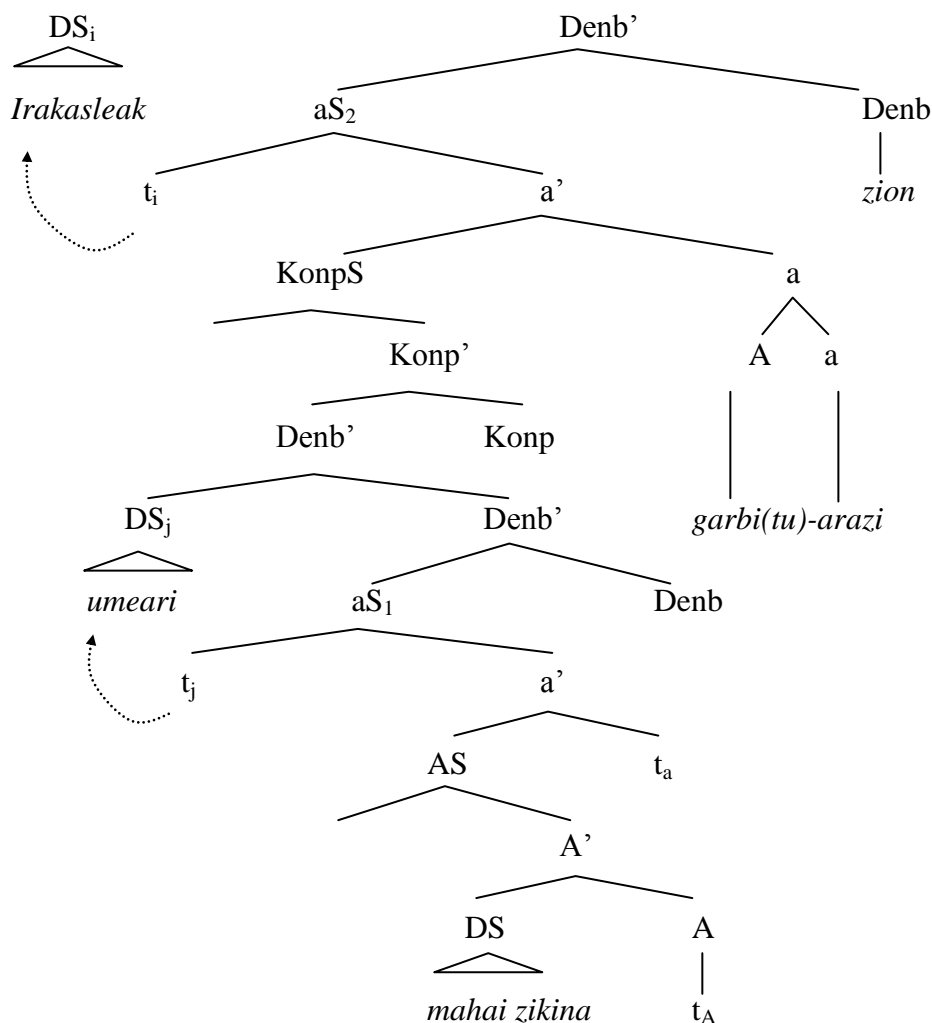 DSᵢ Denb’
Irakasleak aS₂ Denb
tᵢ a’ zion
KonpS a
Konp’ A a
Denb’ Konp
DSⱼ Denb’ garbi(tu)-arazi
umeari aS₁ Denb
tⱼ a’
AS tₐ
A’
DS A
mahai zikina t_A